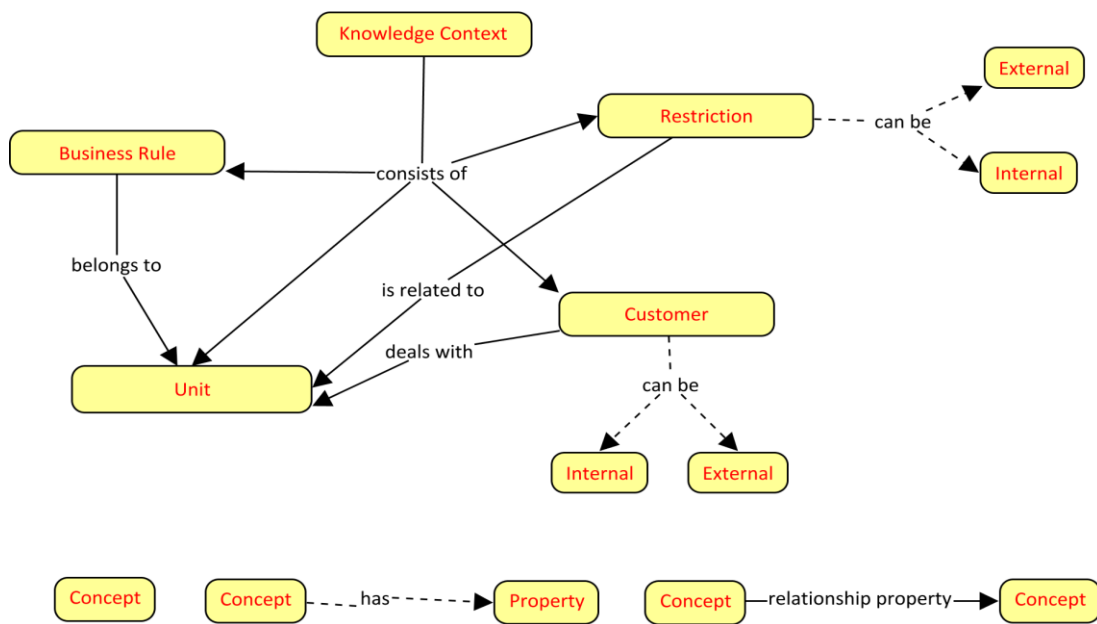 Knowledge Context
External
Restriction
can be
Business Rule
consists of
Internal
belongs to
is related to
Customer
deals with
Unit
can be
Internal
External
Concept
Concept
has
Property
Concept
relationship property
Concept